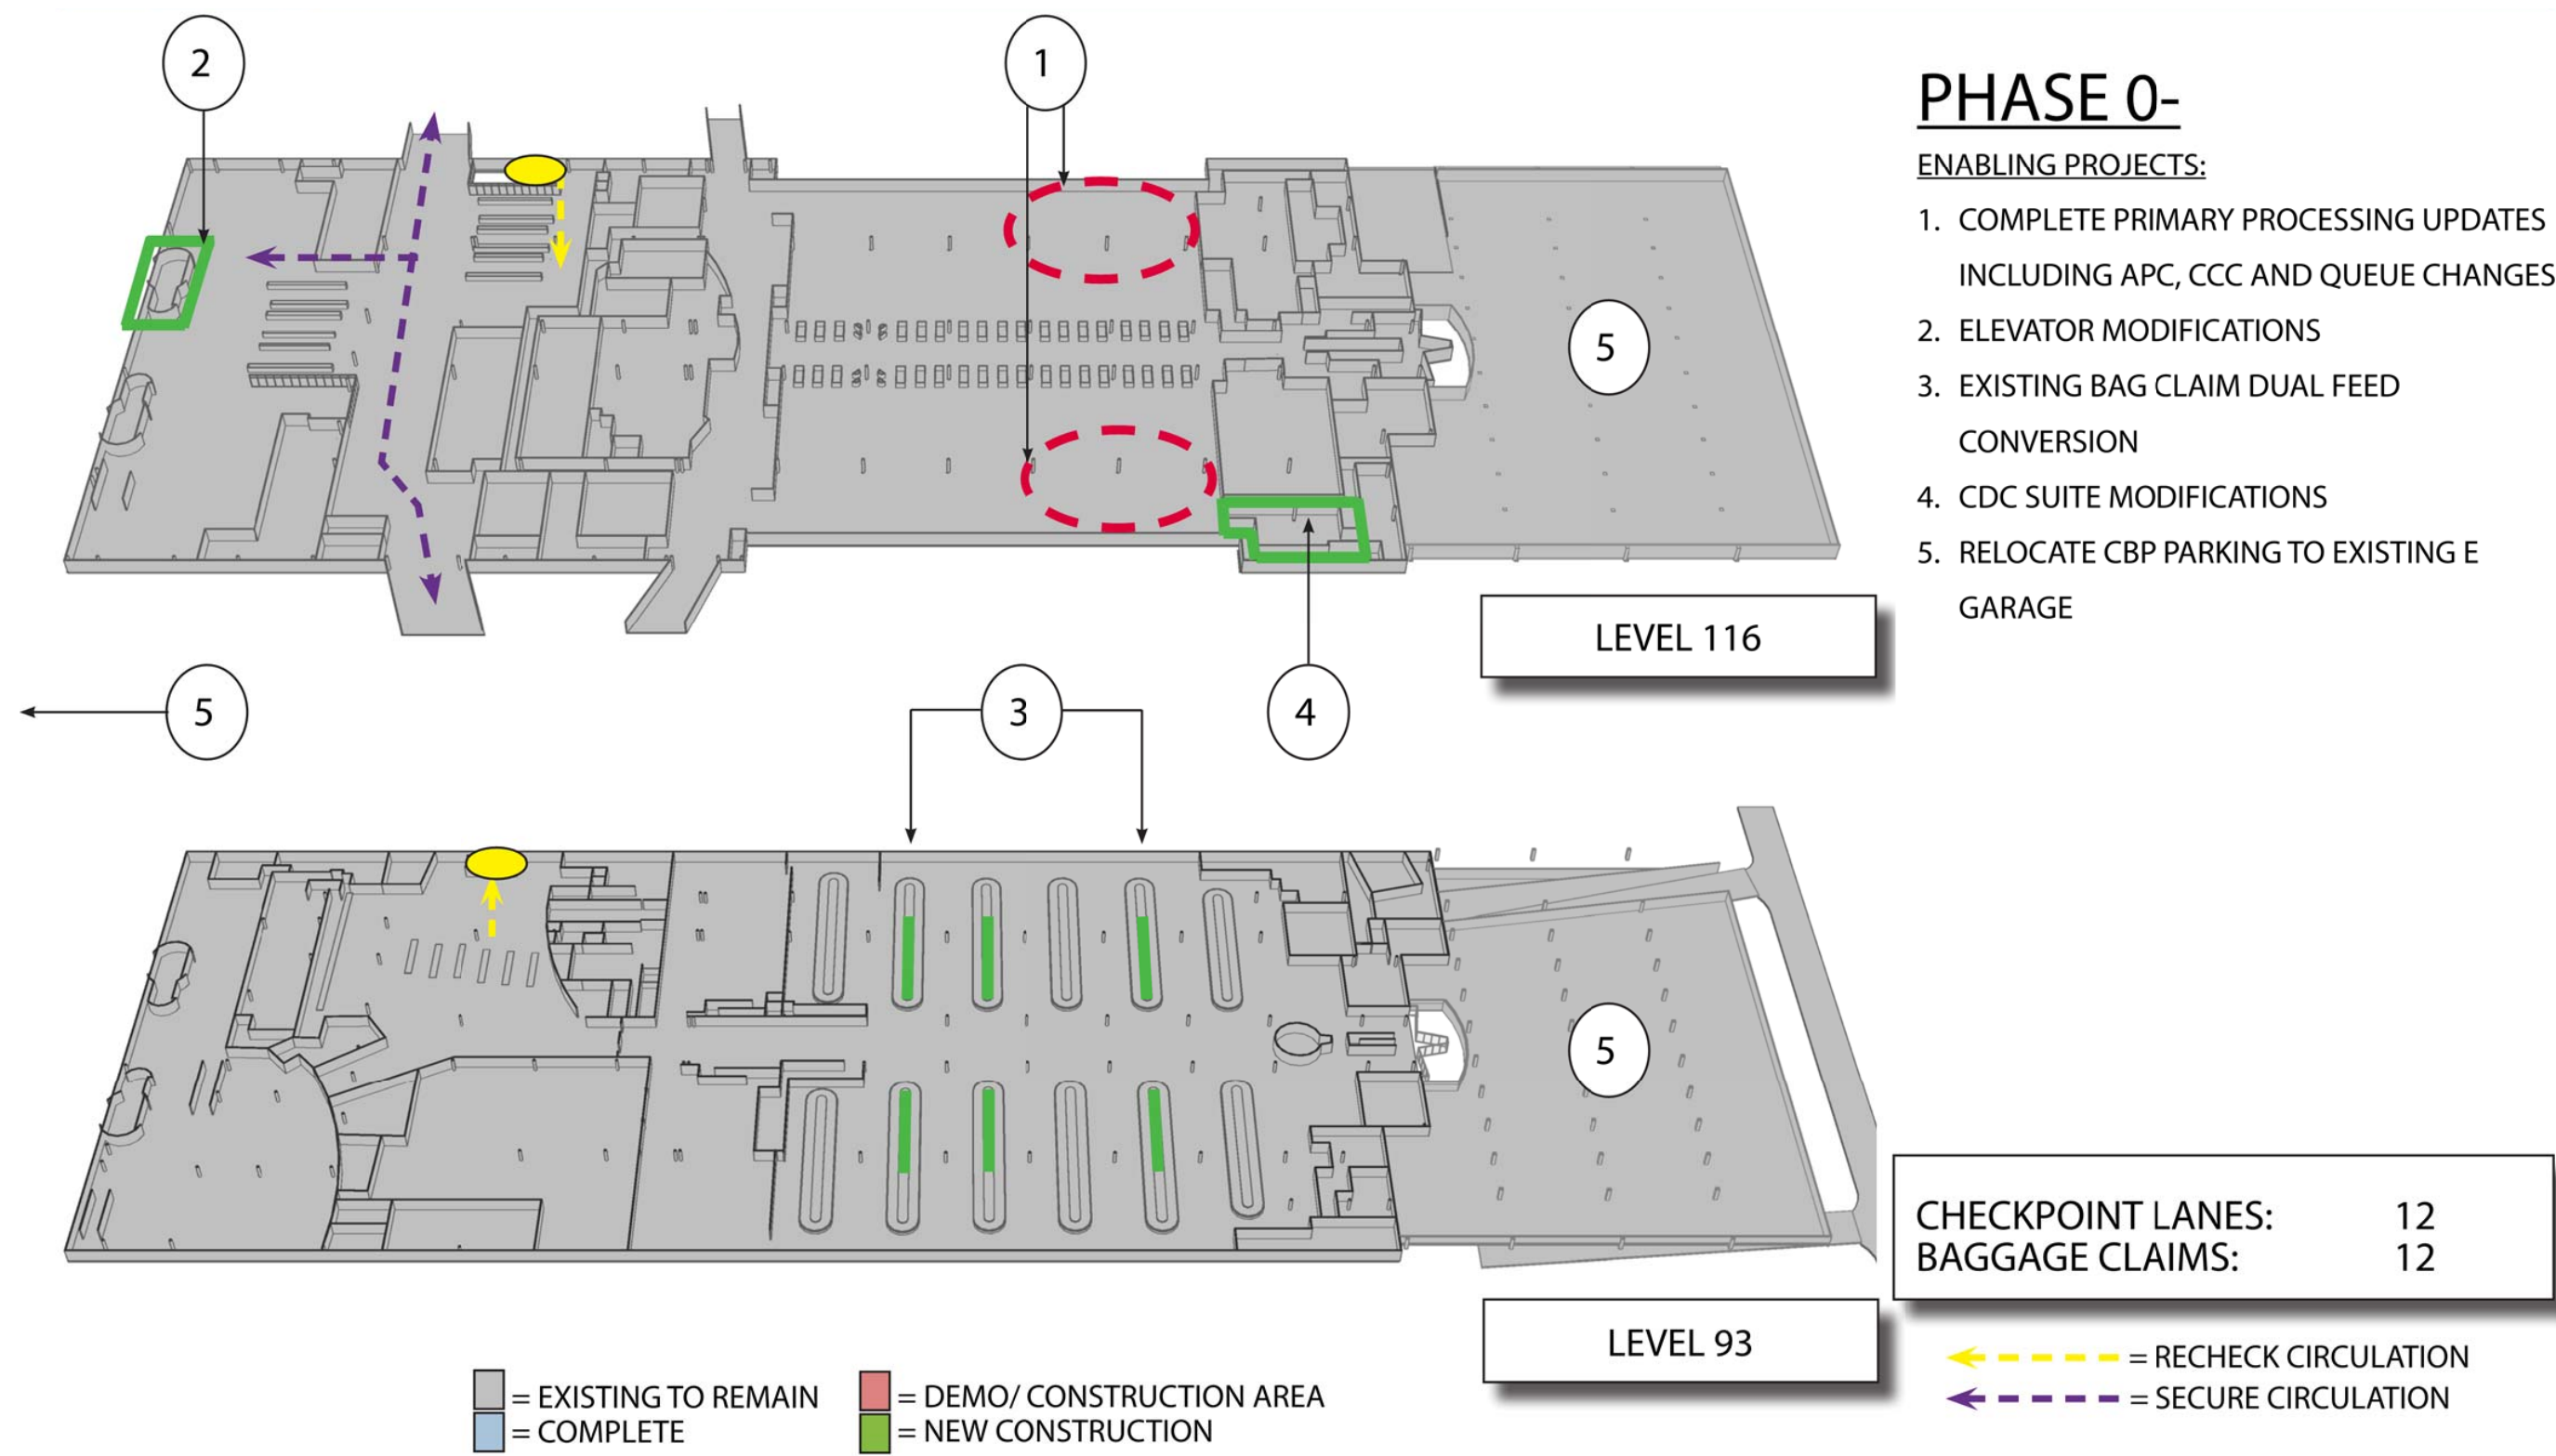 2
1
PHASE 0-
ENABLING PROJECTS:
1. COMPLETE PRIMARY PROCESSING UPDATES
INCLUDING APC, CCC AND QUEUE CHANGES
2. ELEVATOR MODIFICATIONS
3. EXISTING BAG CLAIM DUAL FEED
CONVERSION
4. CDC SUITE MODIFICATIONS
5. RELOCATE CBP PARKING TO EXISTING E
GARAGE
5
LEVEL 116
5
3
4
5
CHECKPOINT LANES: 12
BAGGAGE CLAIMS: 12
LEVEL 93
= EXISTING TO REMAIN
= COMPLETE
= DEMO/ CONSTRUCTION AREA
= NEW CONSTRUCTION
= RECHECK CIRCULATION
= SECURE CIRCULATION